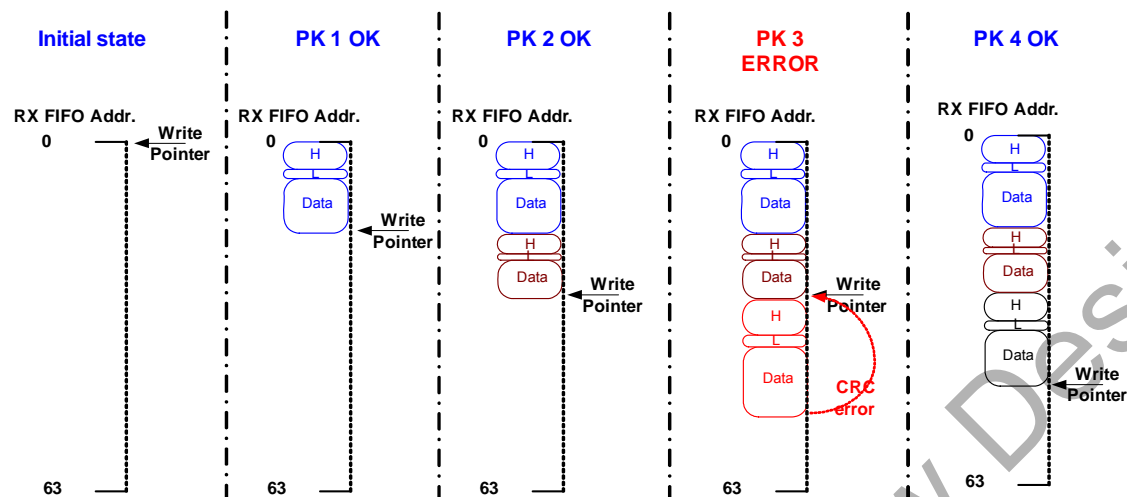 Initial state
RX FIFO Addr.
0
Write
Pointer
63
PK 1 OK
RX FIFO Addr.
0
H
L
Data
Write
Pointer
63
PK 2 OK
RX FIFO Addr.
0
H
L
Data
H
L
Data
Write
Pointer
63
PK 3
ERROR
RX FIFO Addr.
0
H
L
Data
H
L
Data
Write
Pointer
H
L
Data
CRC
error
63
PK 4 OK
RX FIFO Addr.
0
H
L
Data
H
L
Data
H
L
Data
Write
Pointer
63